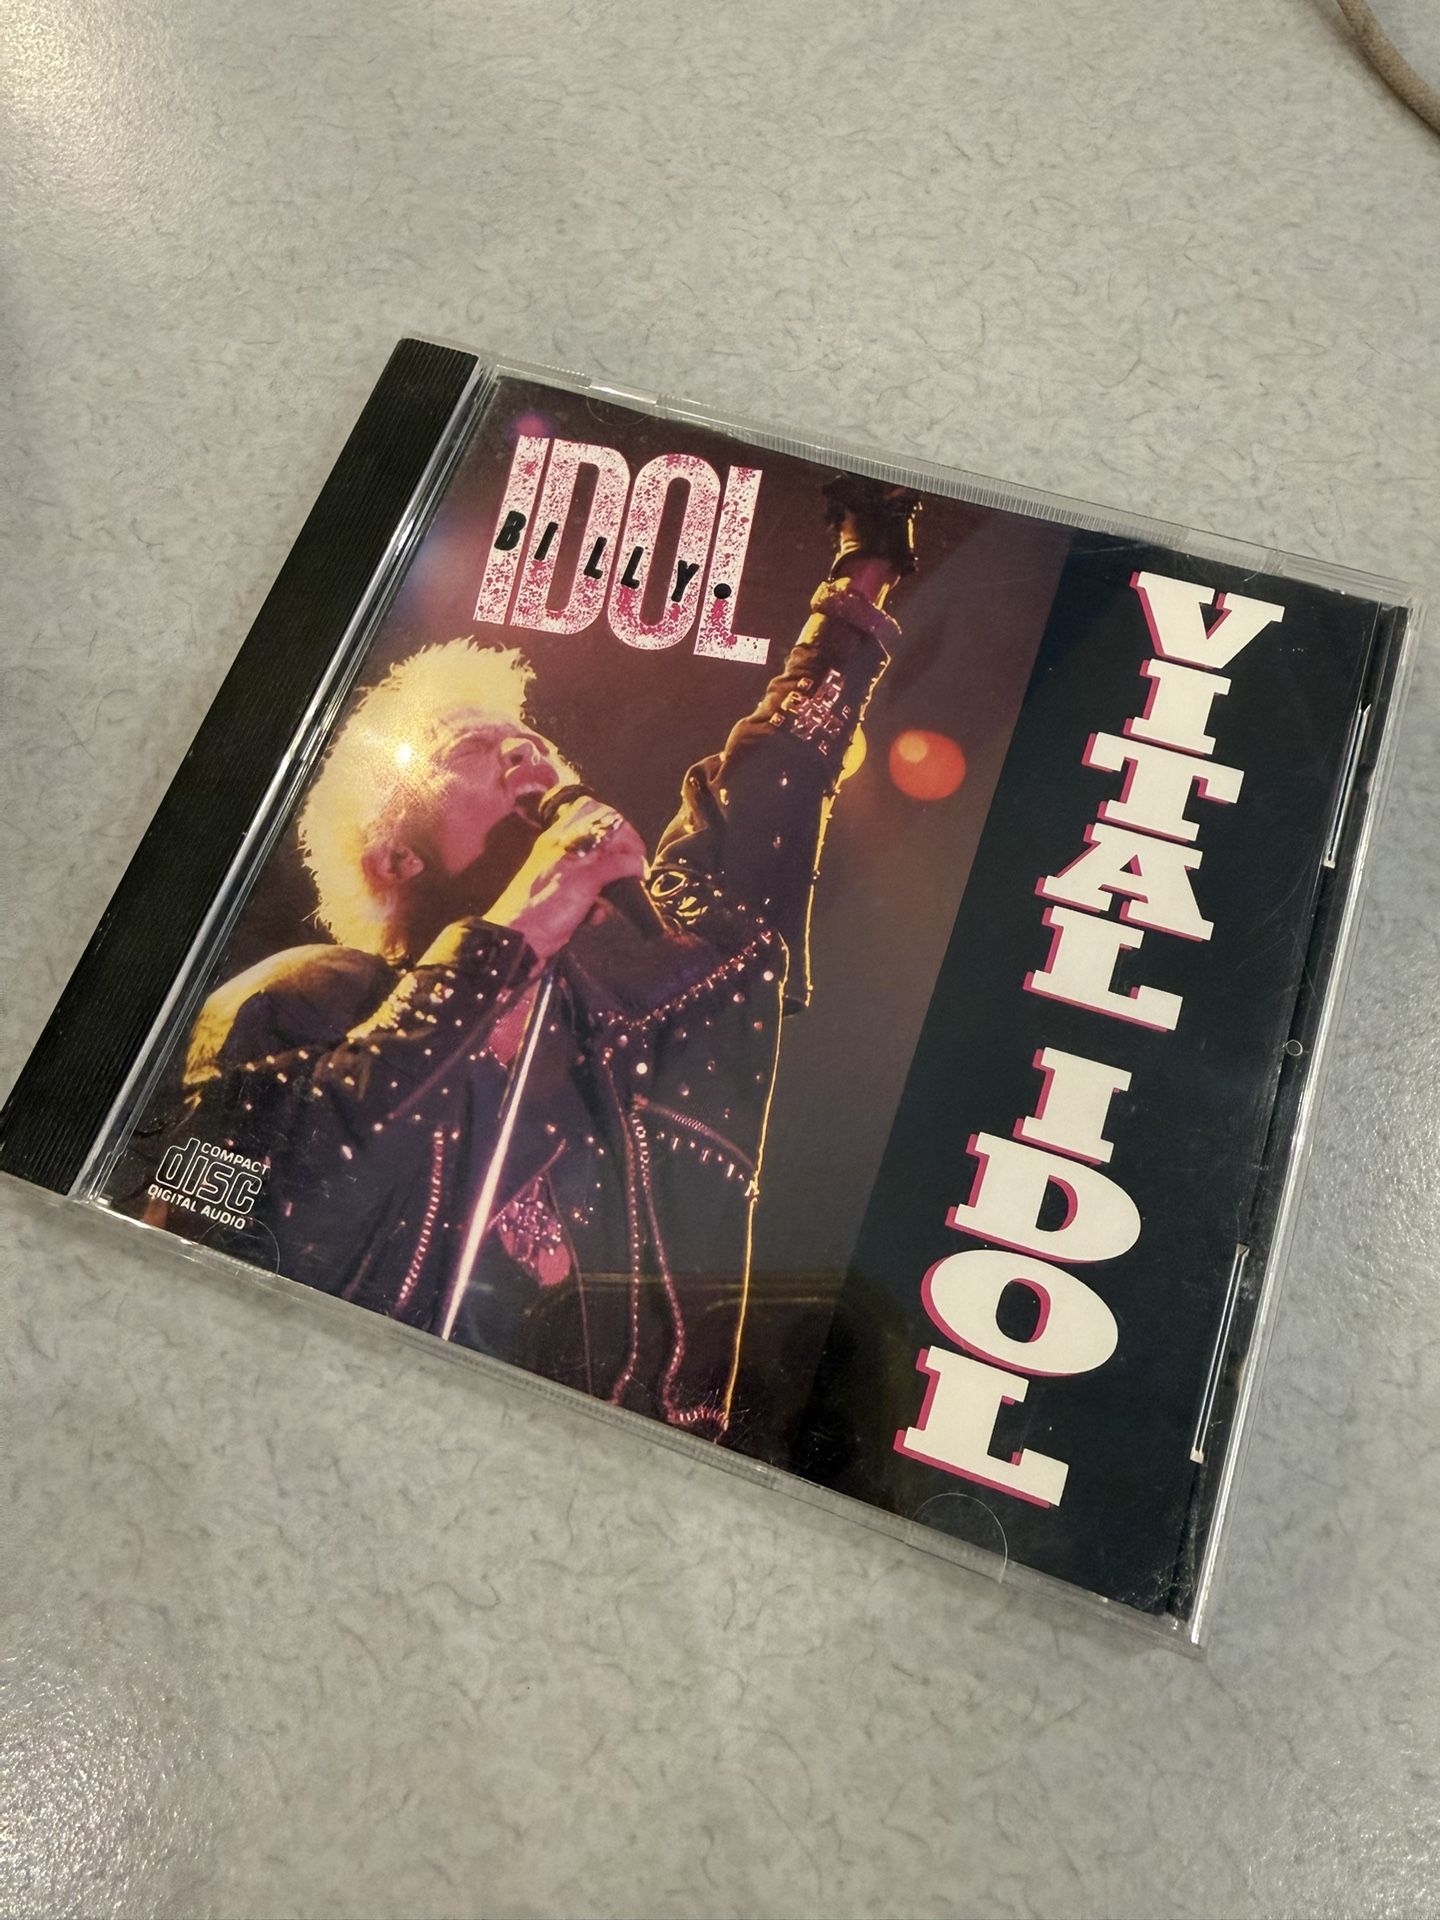 IDOL
BILLY.
VITAL IDOL
COMPACT
disc
DIGITAL AUDIO